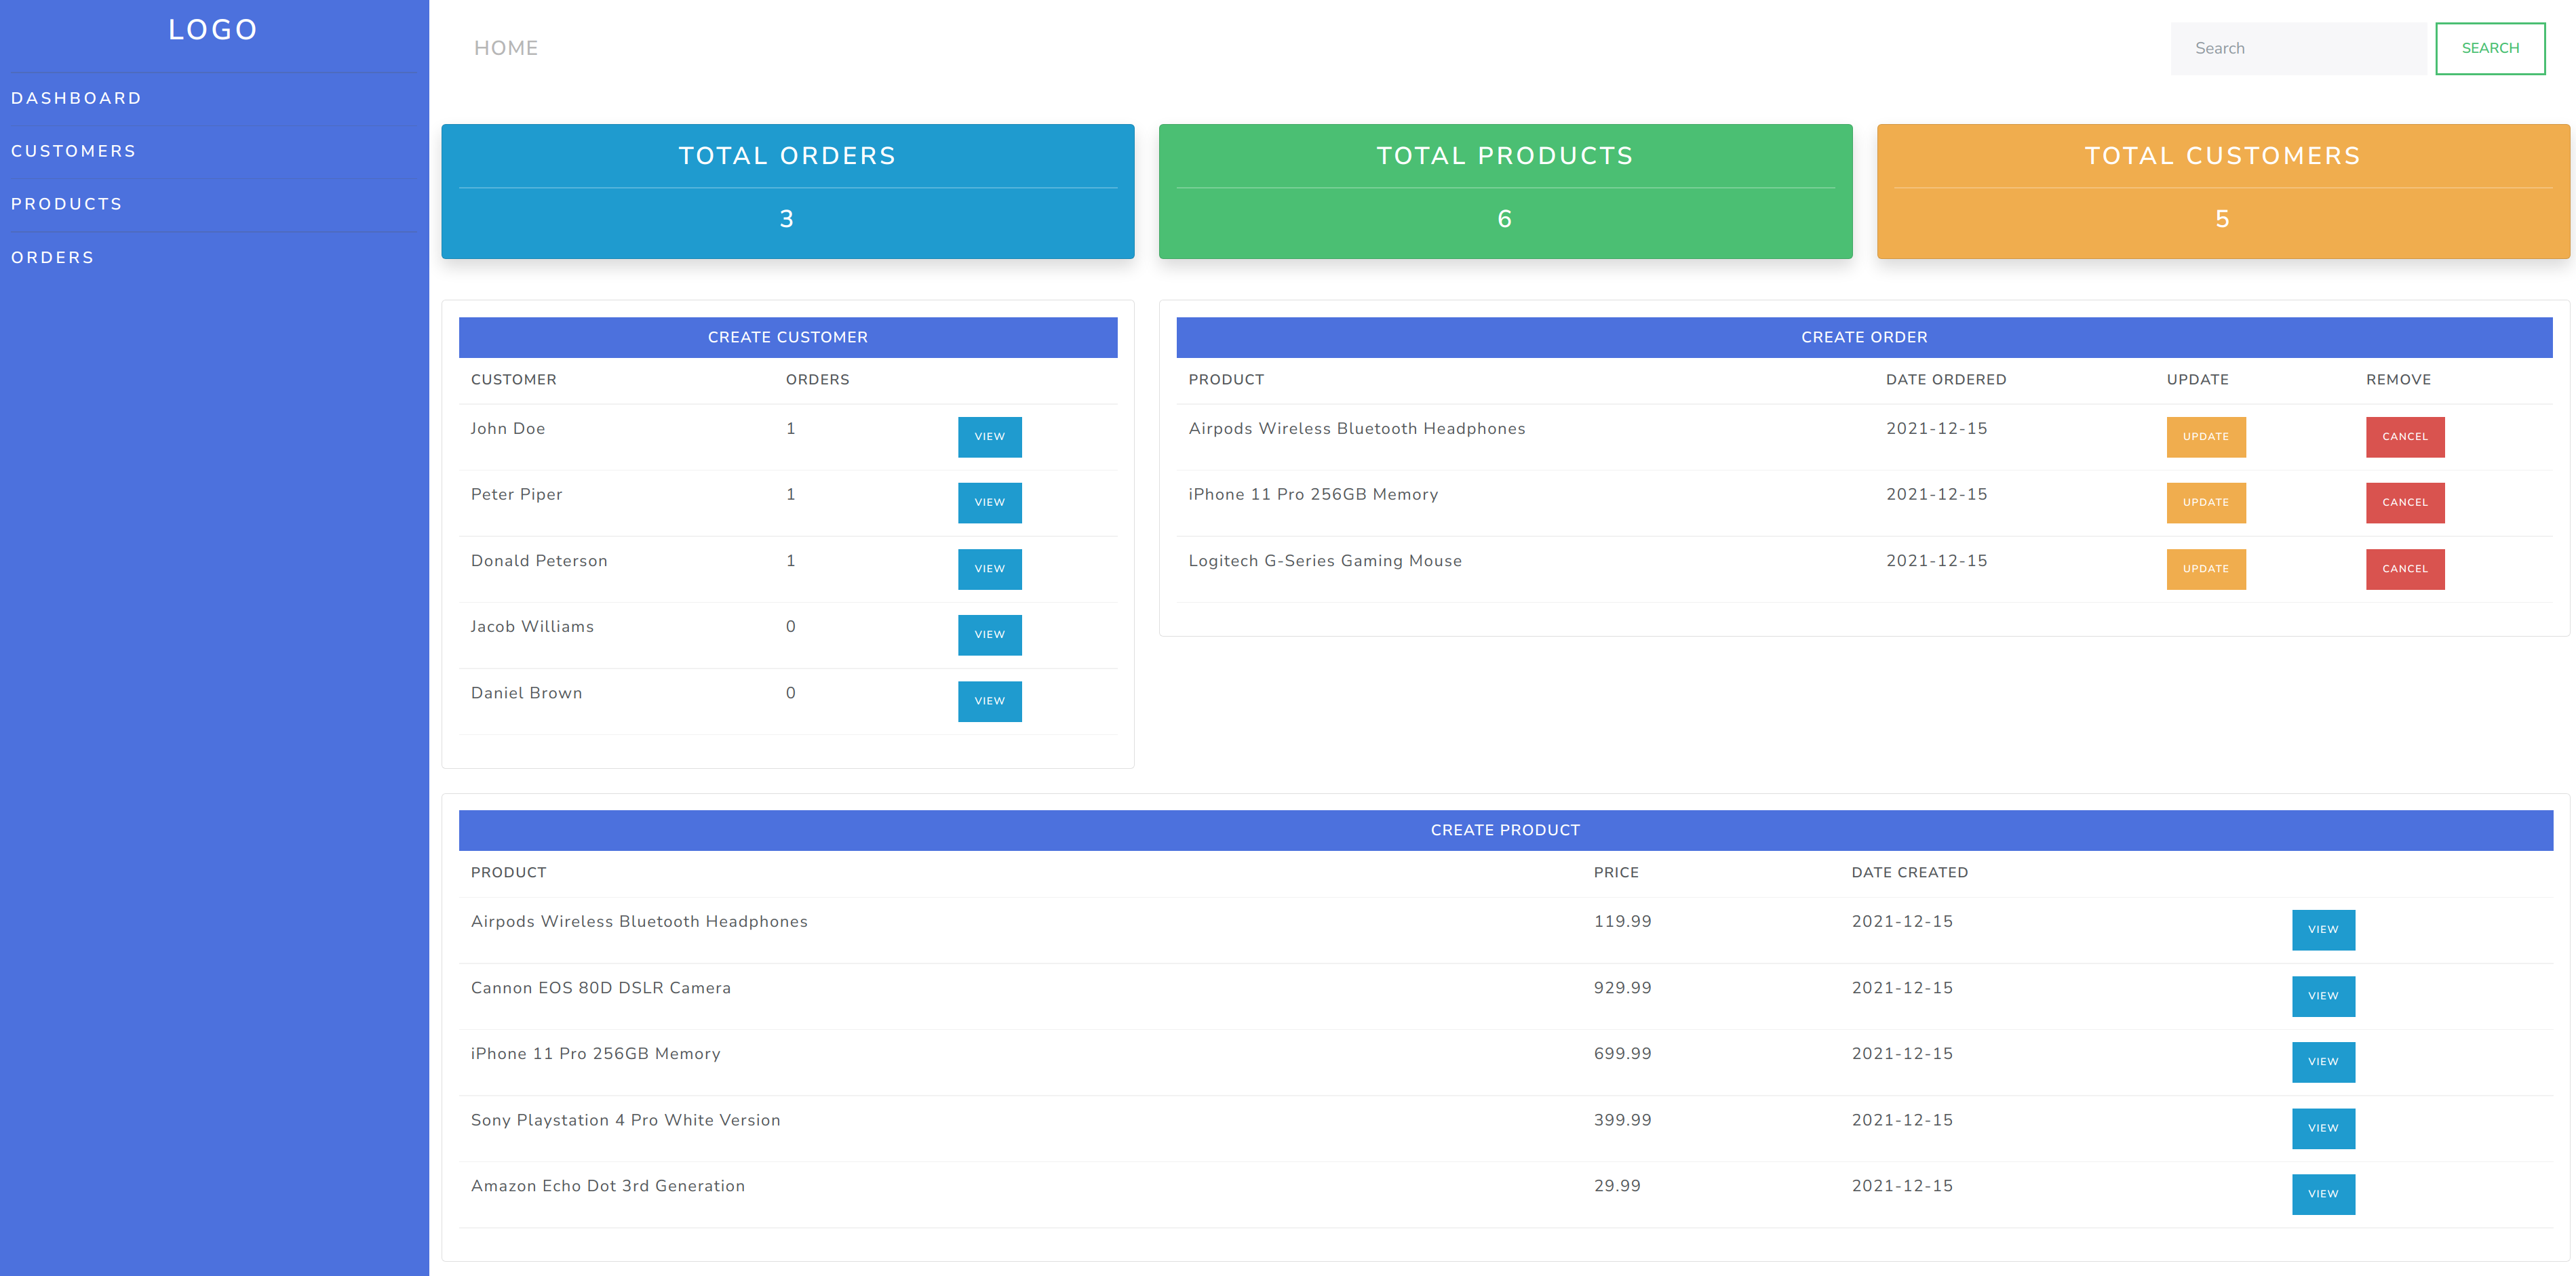 LOGO
DASHBOARD
CUSTOMERS
PRODUCTS
ORDERS
HOME
Search
SEARCH
TOTAL ORDERS
3
TOTAL PRODUCTS
6
TOTAL CUSTOMERS
5
CREATE CUSTOMER
CUSTOMER ORDERS
John Doe 1 VIEW
Peter Piper 1 VIEW
Donald Peterson 1 VIEW
Jacob Williams 0 VIEW
Daniel Brown 0 VIEW
CREATE ORDER
PRODUCT DATE ORDERED UPDATE REMOVE
Airpods Wireless Bluetooth Headphones 2021-12-15 UPDATE CANCEL
iPhone 11 Pro 256GB Memory 2021-12-15 UPDATE CANCEL
Logitech G-Series Gaming Mouse 2021-12-15 UPDATE CANCEL
CREATE PRODUCT
PRODUCT PRICE DATE CREATED
Airpods Wireless Bluetooth Headphones 119.99 2021-12-15 VIEW
Cannon EOS 80D DSLR Camera 929.99 2021-12-15 VIEW
iPhone 11 Pro 256GB Memory 699.99 2021-12-15 VIEW
Sony Playstation 4 Pro White Version 399.99 2021-12-15 VIEW
Amazon Echo Dot 3rd Generation 29.99 2021-12-15 VIEW